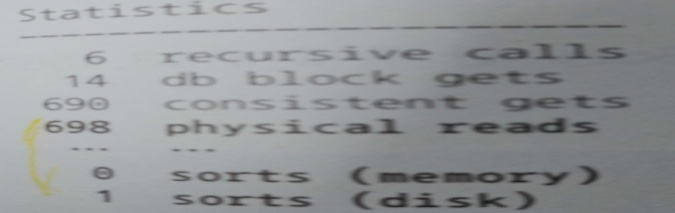 Statistics
----------------------------------------------------------
6 recursive calls
14 db block gets
690 consistent gets
698 physical reads
... ...
0 sorts (memory)
1 sorts (disk)